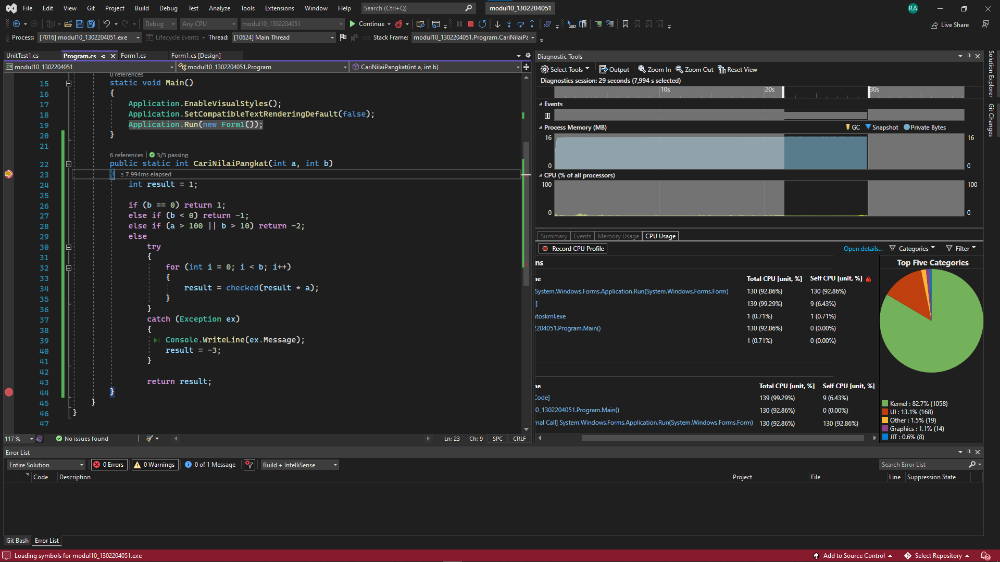 File Edit View Git Project Build Debug Test Analyze Tools Extensions Window Help Search (Ctrl+Q) modul10_1302204051 RA
Debug Any CPU modul10_1302204051 Continue Live Share
Process: [7016] modul10_1302204051.exe Lifecycle Events Thread: [10624] Main Thread Stack Frame: modul10_1302204051.Program.CariNilaiPa
UnitTest1.cs Program.cs Form1.cs Form1.cs [Design]
C# modul10_1302204051 modul10_1302204051.Program CariNilaiPangkat(int a, int b)
0 references
15 static void Main()
16 {
17 Application.EnableVisualStyles();
18 Application.SetCompatibleTextRenderingDefault(false);
19 Application.Run(new Form1());
20 }
21
6 references | 5/5 passing
22 public static int CariNilaiPangkat(int a, int b)
23 { ≤ 7.994ms elapsed
24 int result = 1;
25
26 if (b == 0) return 1;
27 else if (b < 0) return -1;
28 else if (a > 100 || b > 10) return -2;
29 else
30 try
31 {
32 for (int i = 0; i < b; i++)
33 {
34 result = checked(result * a);
35 }
36 }
37 catch (Exception ex)
38 {
39 Console.WriteLine(ex.Message);
40 result = -3;
41 }
42
43 return result;
44 }
45 }
46 }
47
117 % No issues found Ln: 23 Ch: 9 SPC CRLF
Diagnostic Tools
Select Tools Output Zoom In Zoom Out Reset View
Diagnostics session: 29 seconds (7,994 s selected)
10s 20s 30s
Events
Process Memory (MB) GC Snapshot Private Bytes
16 16
0 0
CPU (% of all processors)
100 100
0 0
Summary Events Memory Usage CPU Usage
Record CPU Profile Open details... Categories Filter
ns
ne Total CPU [unit, %] Self CPU [unit, %]
System.Windows.Forms.Application.Run(System.Windows.Forms.Form) 130 (92.86%) 130 (92.86%)
] 139 (99.29%) 9 (6.43%)
toskrnl.exe 1 (0.71%) 1 (0.71%)
204051.Program.Main() 130 (92.86%) 0 (0.00%)
1 (0.71%) 0 (0.00%)
ne Total CPU [unit, %] Self CPU [unit, %]
Code] 139 (99.29%) 9 (6.43%)
0_1302204051.Program.Main() 130 (92.86%) 0 (0.00%)
nal Call] System.Windows.Forms.Application.Run(System.Windows.Forms.Form) 130 (92.86%) 130 (92.86%)
Top Five Categories
Kernel : 82.7% (1058)
UI : 13.1% (168)
Other : 1.5% (19)
Graphics : 1.1% (14)
JIT : 0.6% (8)
Solution Explorer
Git Changes
Error List
Entire Solution 0 Errors 0 Warnings 0 of 1 Message Build + IntelliSense Search Error List
Code Description Project File Line Suppression State
Git Bash Error List
Loading symbols for modul10_1302204051.exe Add to Source Control Select Repository 2